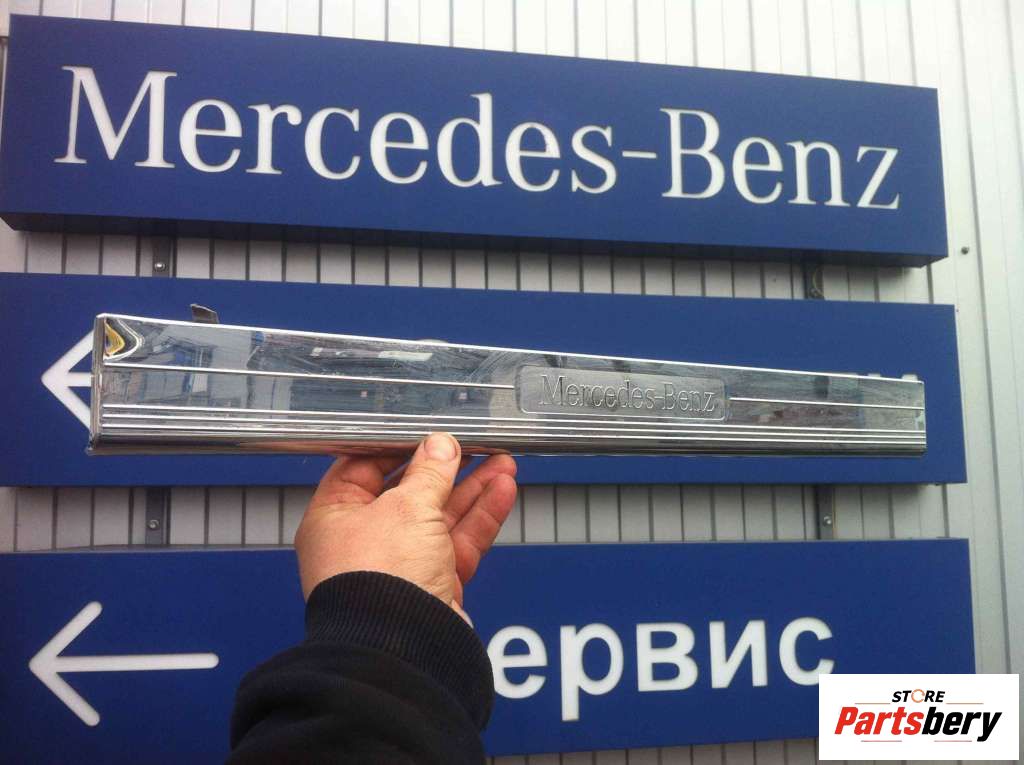 Mercedes-Benz
Mercedes-Benz
ервис
STORE
Partsbery